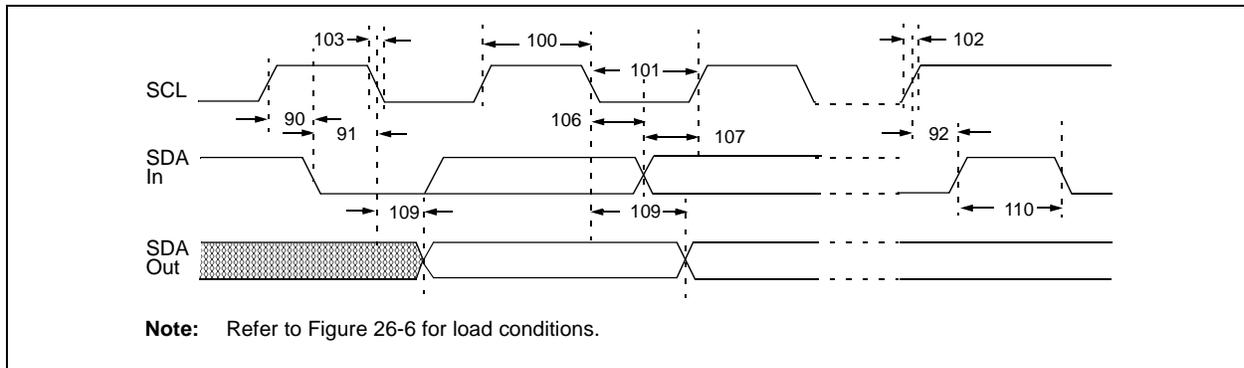 103
100
102
101
SCL
90
91
106
107
92
SDA
In
109
109
110
SDA
Out
Note: Refer to Figure 26-6 for load conditions.